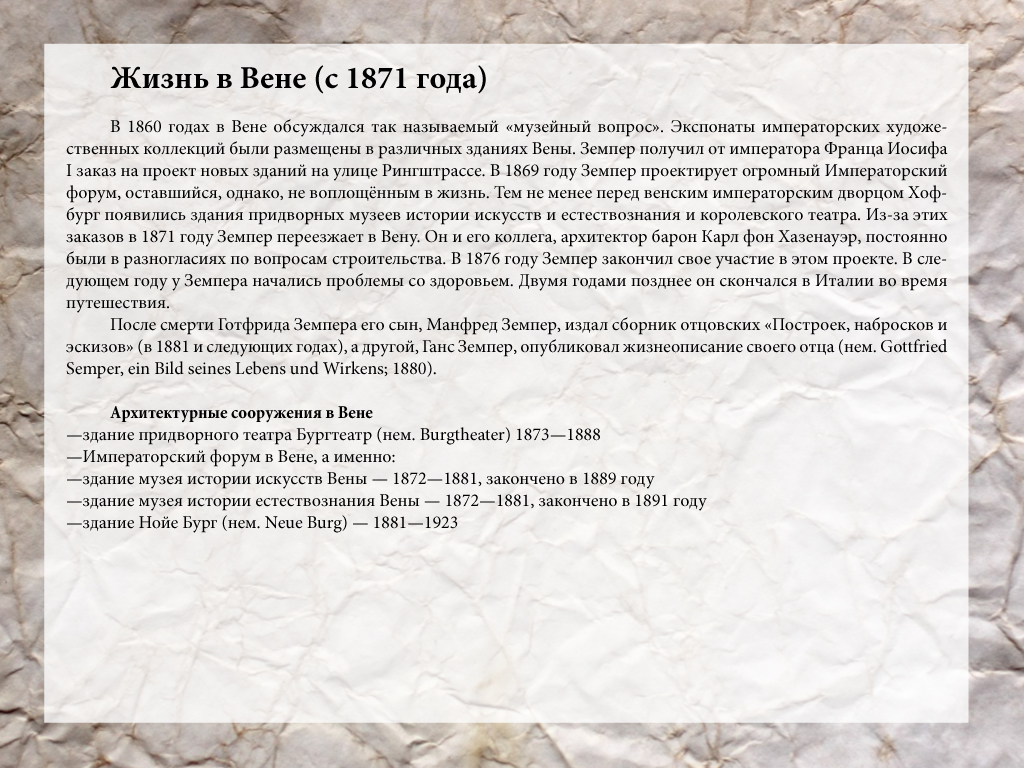 Жизнь в Вене (с 1871 года)
В 1860 годах в Вене обсуждался так называемый «музейный вопрос». Экспонаты императорских художе-
ственных коллекций были размещены в различных зданиях Вены. Земпер получил от императора Франца Иосифа
I заказ на проект новых зданий на улице Рингштрассе. В 1869 году Земпер проектирует огромный Императорский
форум, оставшийся, однако, не воплощённым в жизнь. Тем не менее перед венским императорским дворцом Хоф-
бург появились здания придворных музеев истории искусств и естествознания и королевского театра. Из-за этих
заказов в 1871 году Земпер переезжает в Вену. Он и его коллега, архитектор барон Карл фон Хазенауэр, постоянно
были в разногласиях по вопросам строительства. В 1876 году Земпер закончил свое участие в этом проекте. В сле-
дующем году у Земпера начались проблемы со здоровьем. Двумя годами позднее он скончался в Италии во время
путешествия.
После смерти Готфрида Земпера его сын, Манфред Земпер, издал сборник отцовских «Построек, набросков и
эскизов» (в 1881 и следующих годах), а другой, Ганс Земпер, опубликовал жизнеописание своего отца (нем. Gottfried
Semper, ein Bild seines Lebens und Wirkens; 1880).
Архитектурные сооружения в Вене
—здание придворного театра Бургтеатр (нем. Burgtheater) 1873—1888
—Императорский форум в Вене, а именно:
—здание музея истории искусств Вены — 1872—1881, закончено в 1889 году
—здание музея истории естествознания Вены — 1872—1881, закончено в 1891 году
—здание Нойе Бург (нем. Neue Burg) — 1881—1923